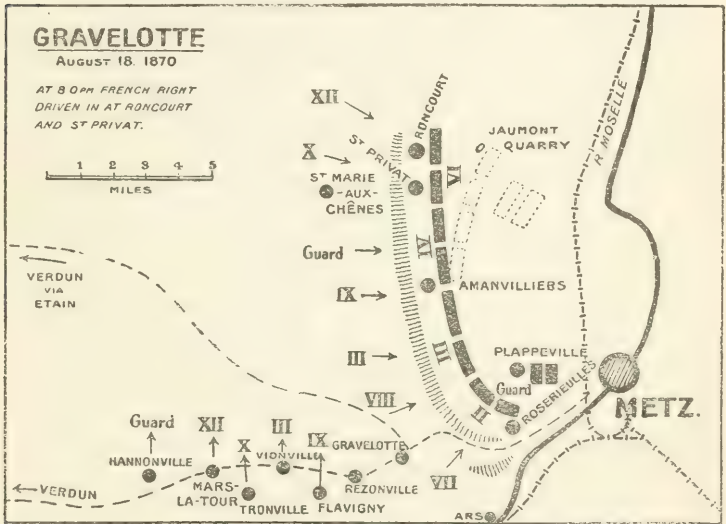 GRAVELOTTE
AUGUST 18. 1870
AT 8 0 PM FRENCH RIGHT
DRIVEN IN AT RONCOURT
AND ST PRIVAT.
1 2 3 4 5
MILES
XII
RONCOURT
R. MOSELLE
JAUMONT
QUARRY
X
ST PRIVAT
VI
ST MARIE
-AUX-
CHÊNES
Guard
IV
VERDUN
VIA
ETAIN
IX
AMANVILLIERS
III
III
PLAPPEVILLE
Guard
VIII
II
ROSERIEULLES
METZ.
Guard
XII
X
III
IX
GRAVELOTTE
HANNONVILLE
VIONVILLE
VII
MARS-
LA-TOUR
REZONVILLE
VERDUN
TRONVILLE
FLAVIGNY
ARS